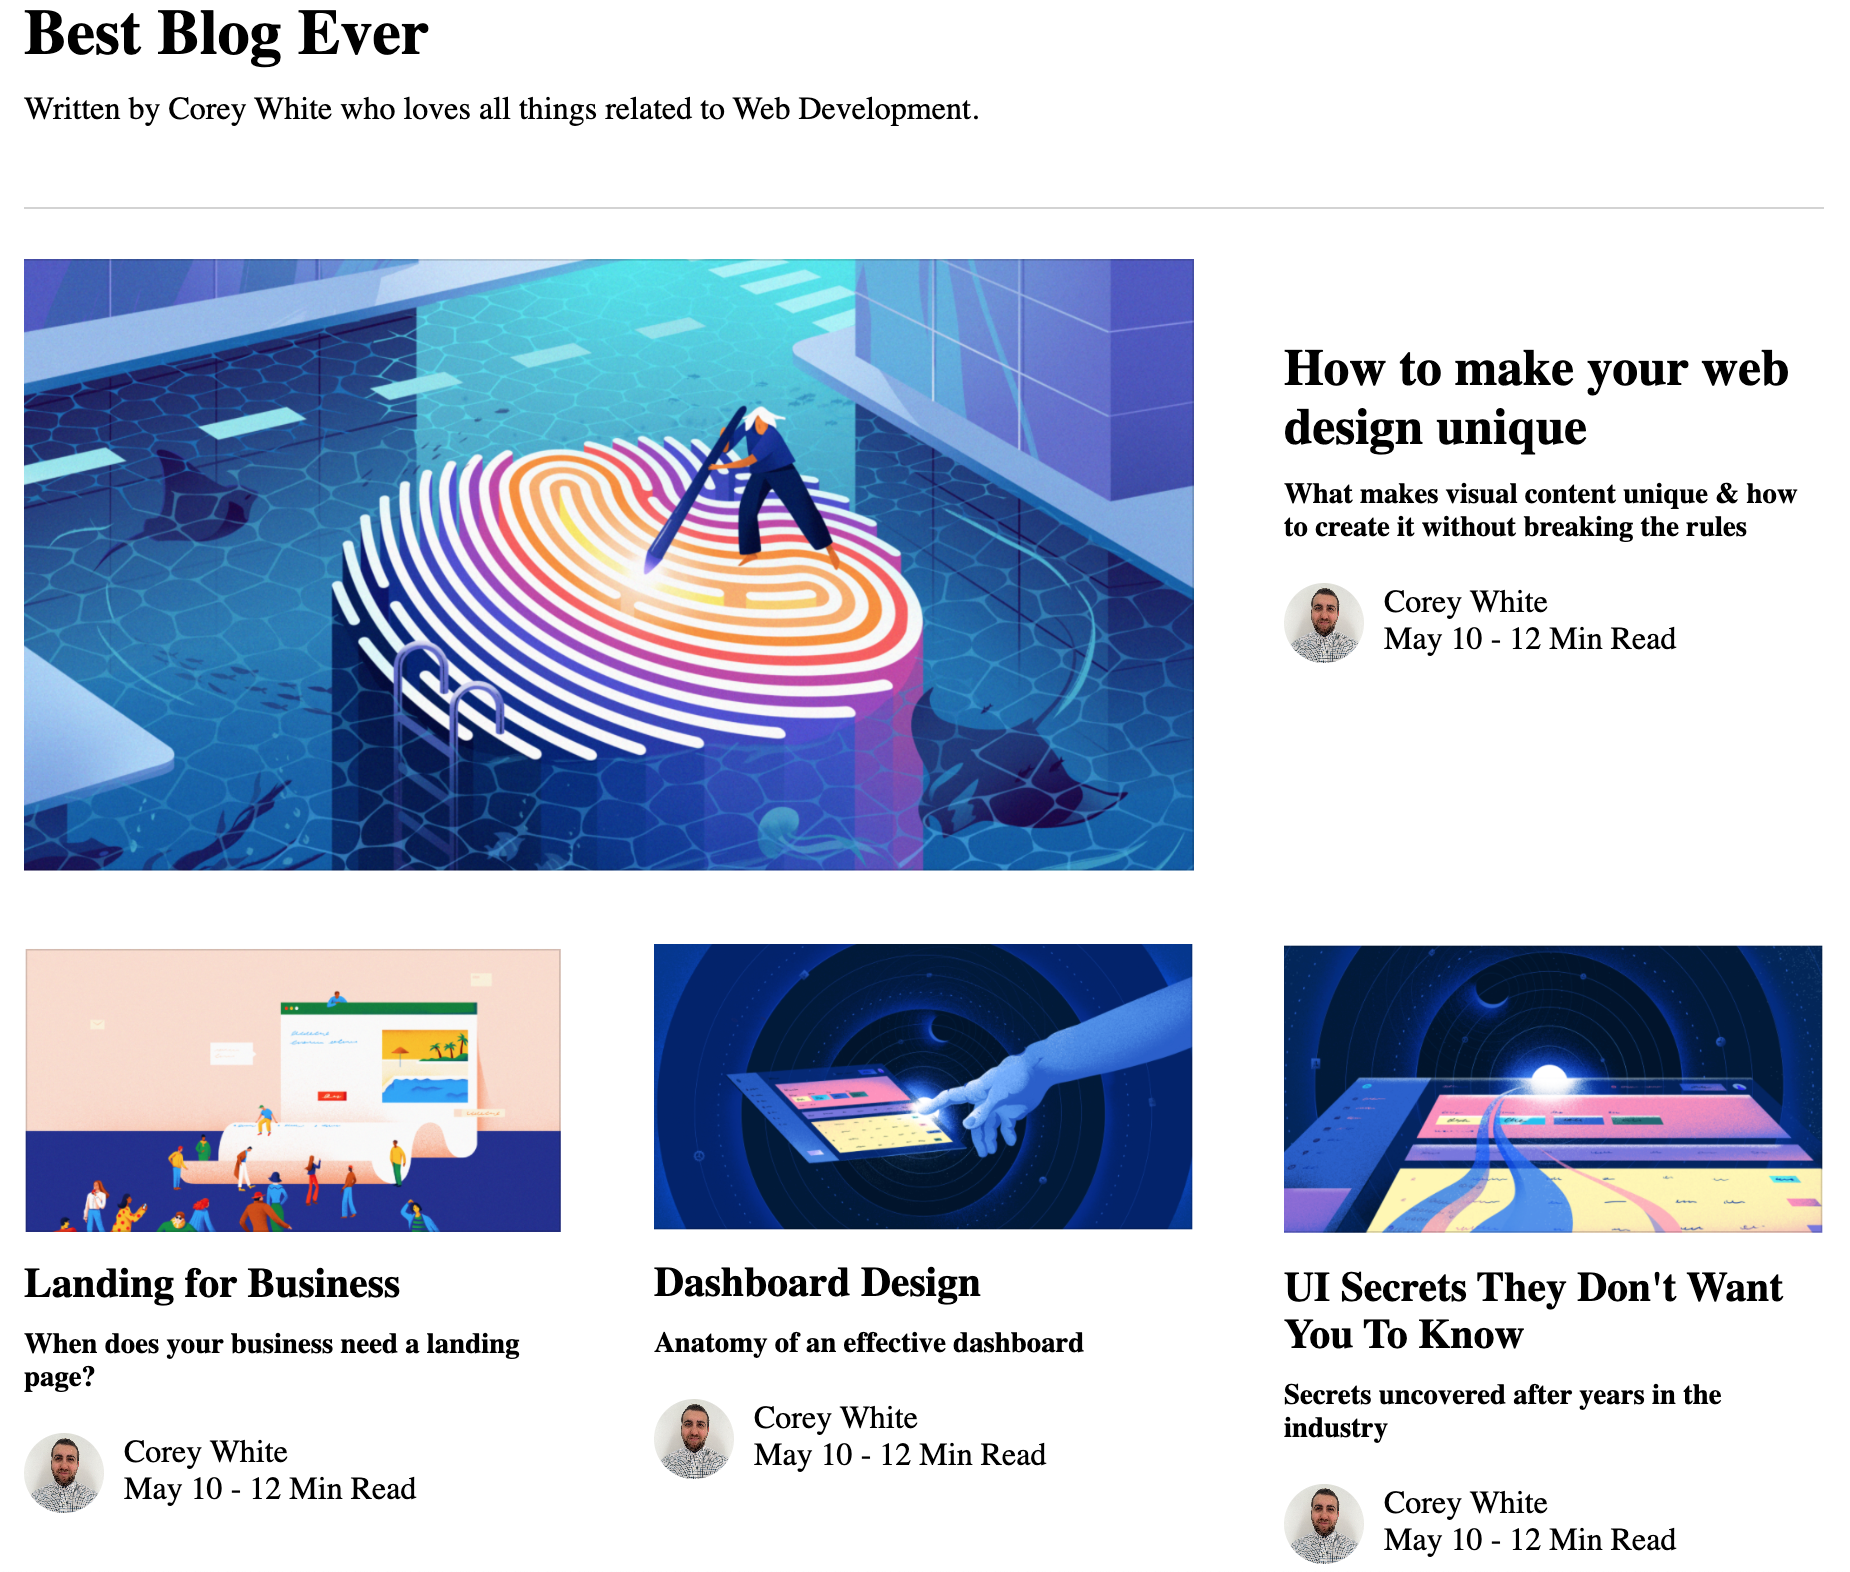 Best Blog Ever
Written by Corey White who loves all things related to Web Development.
How to make your web
design unique
What makes visual content unique & how
to create it without breaking the rules
Corey White
May 10 - 12 Min Read
Landing for Business
When does your business need a landing
page?
Corey White
May 10 - 12 Min Read
Dashboard Design
Anatomy of an effective dashboard
Corey White
May 10 - 12 Min Read
UI Secrets They Don't Want
You To Know
Secrets uncovered after years in the
industry
Corey White
May 10 - 12 Min Read